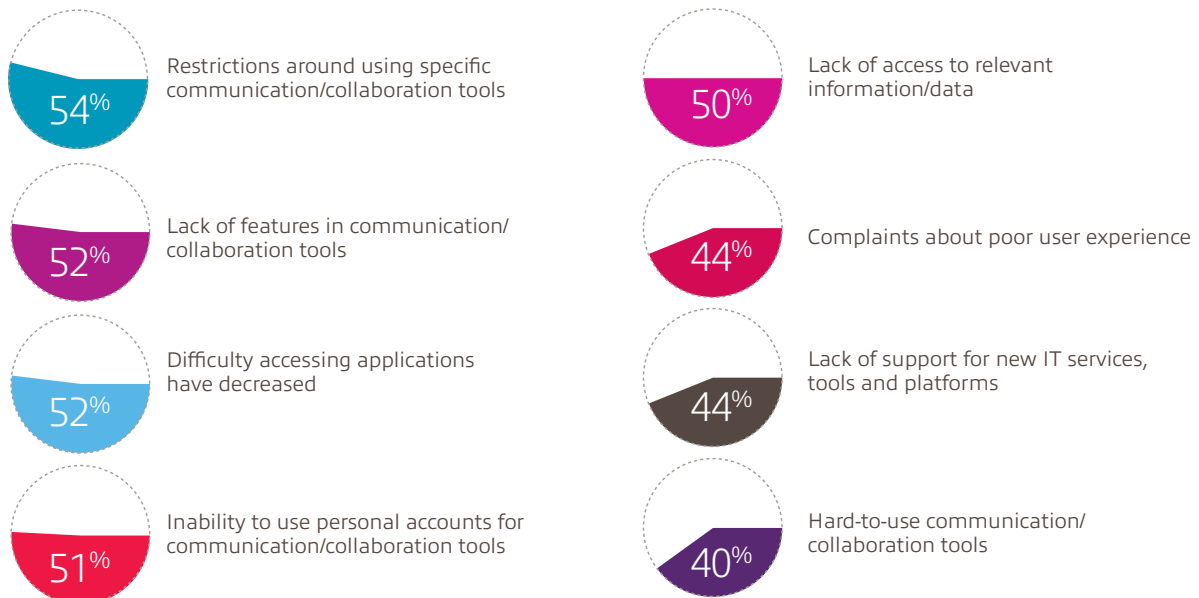 54%
Restrictions around using specific
communication/collaboration tools
52%
Lack of features in communication/
collaboration tools
52%
Difficulty accessing applications
have decreased
51%
Inability to use personal accounts for
communication/collaboration tools
50%
Lack of access to relevant
information/data
44%
Complaints about poor user experience
44%
Lack of support for new IT services,
tools and platforms
40%
Hard-to-use communication/
collaboration tools